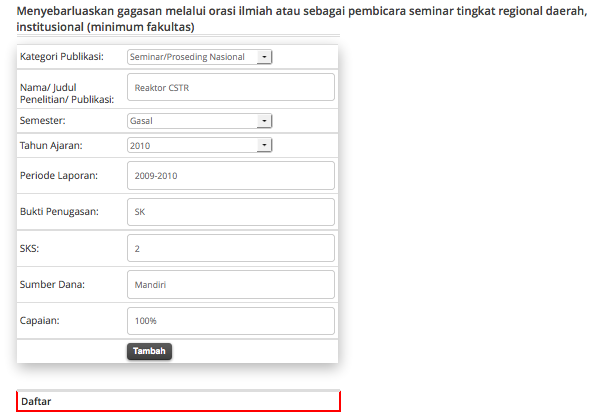 Menyebarluaskan gagasan melalui orasi ilmiah atau sebagai pembicara seminar tingkat regional daerah,
institusional (minimum fakultas)
Kategori Publikasi: Seminar/Proseding Nasional
Nama/ Judul
Penelitian/ Publikasi: Reaktor CSTR
Semester: Gasal
Tahun Ajaran: 2010
Periode Laporan: 2009-2010
Bukti Penugasan: SK
SKS: 2
Sumber Dana: Mandiri
Capaian: 100%
Tambah
Daftar